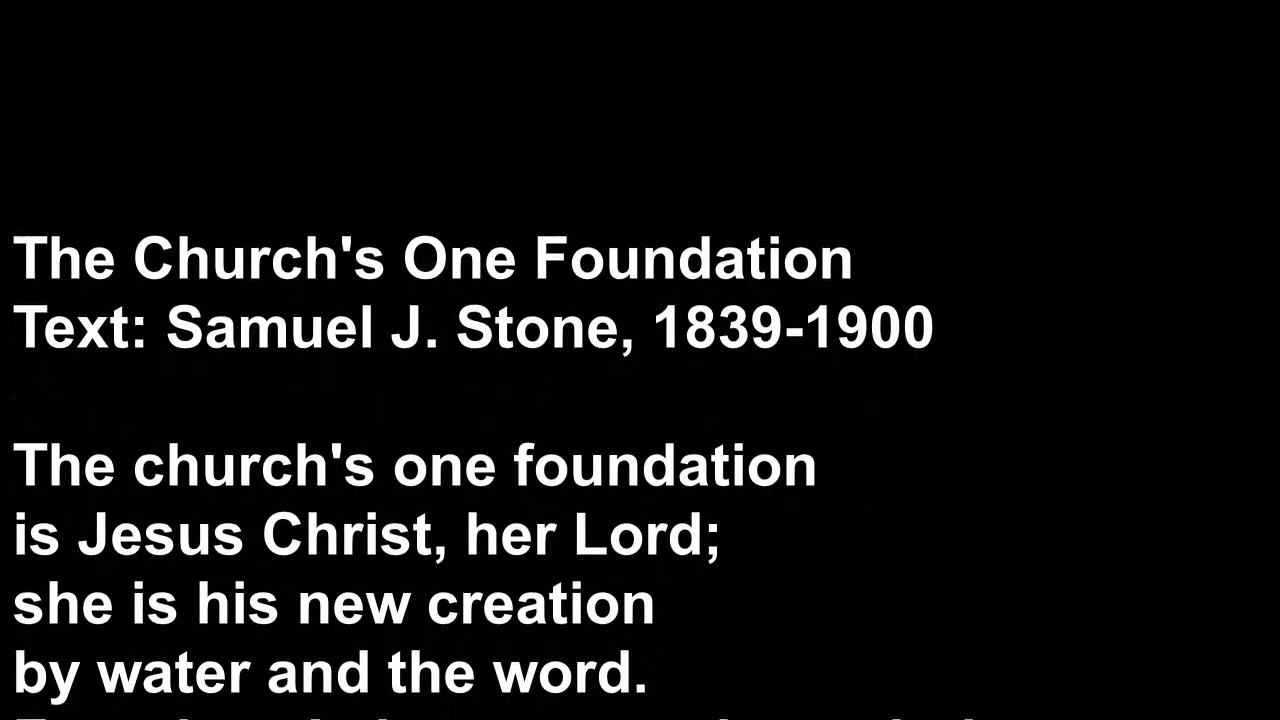 The Church's One Foundation
Text: Samuel J. Stone, 1839-1900
The church's one foundation
is Jesus Christ, her Lord;
she is his new creation
by water and the word.